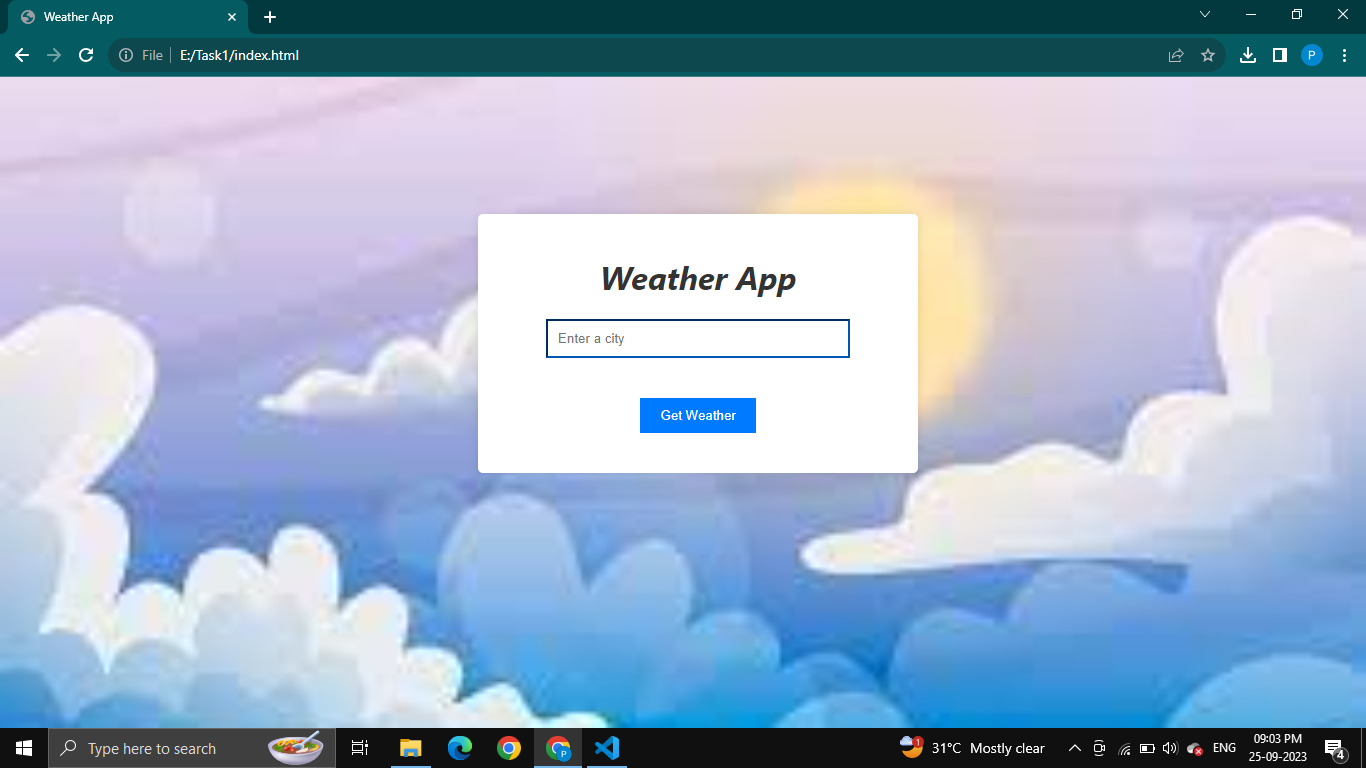 Weather App
File E:/Task1/index.html
P
Weather App
Enter a city
Get Weather
Type here to search
P
1
31°C Mostly clear
ENG
09:03 PM
25-09-2023
4